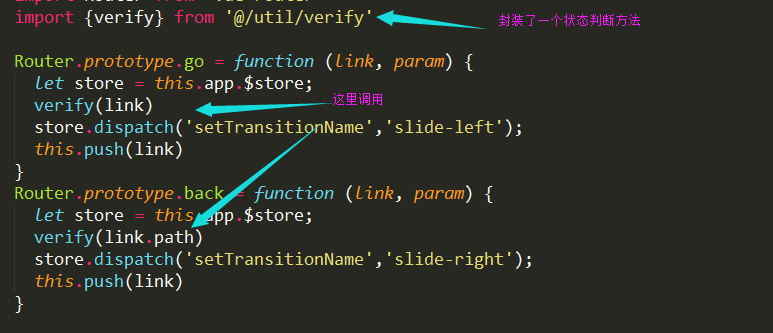 import {verify} from '@/util/verify'
封装了一个状态判断方法
Router.prototype.go = function (link, param) {
let store = this.app.$store;
verify(link)
这里调用
store.dispatch('setTransitionName','slide-left');
this.push(link)
}
Router.prototype.back = function (link, param) {
let store = this.app.$store;
verify(link.path)
store.dispatch('setTransitionName','slide-right');
this.push(link)
}